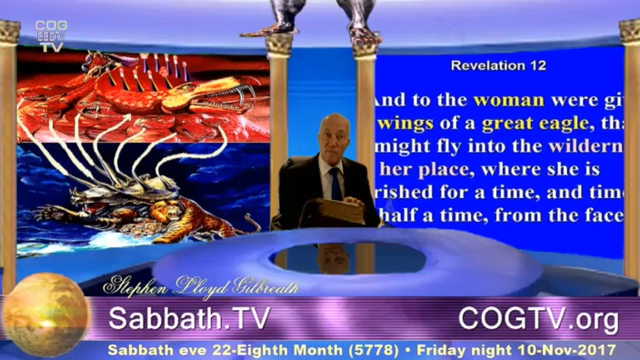 COG
TV
Revelation 12
And to the woman were gi
wings of a great eagle, tha
might fly into the wildern
her place, where she is
rished for a time, and time
half a time, from the face
Stephen Lloyd Gilbreath
Sabbath.TV
COGTV.org
Sabbath eve 22-Eighth Month (5778) • Friday night 10-Nov-2017